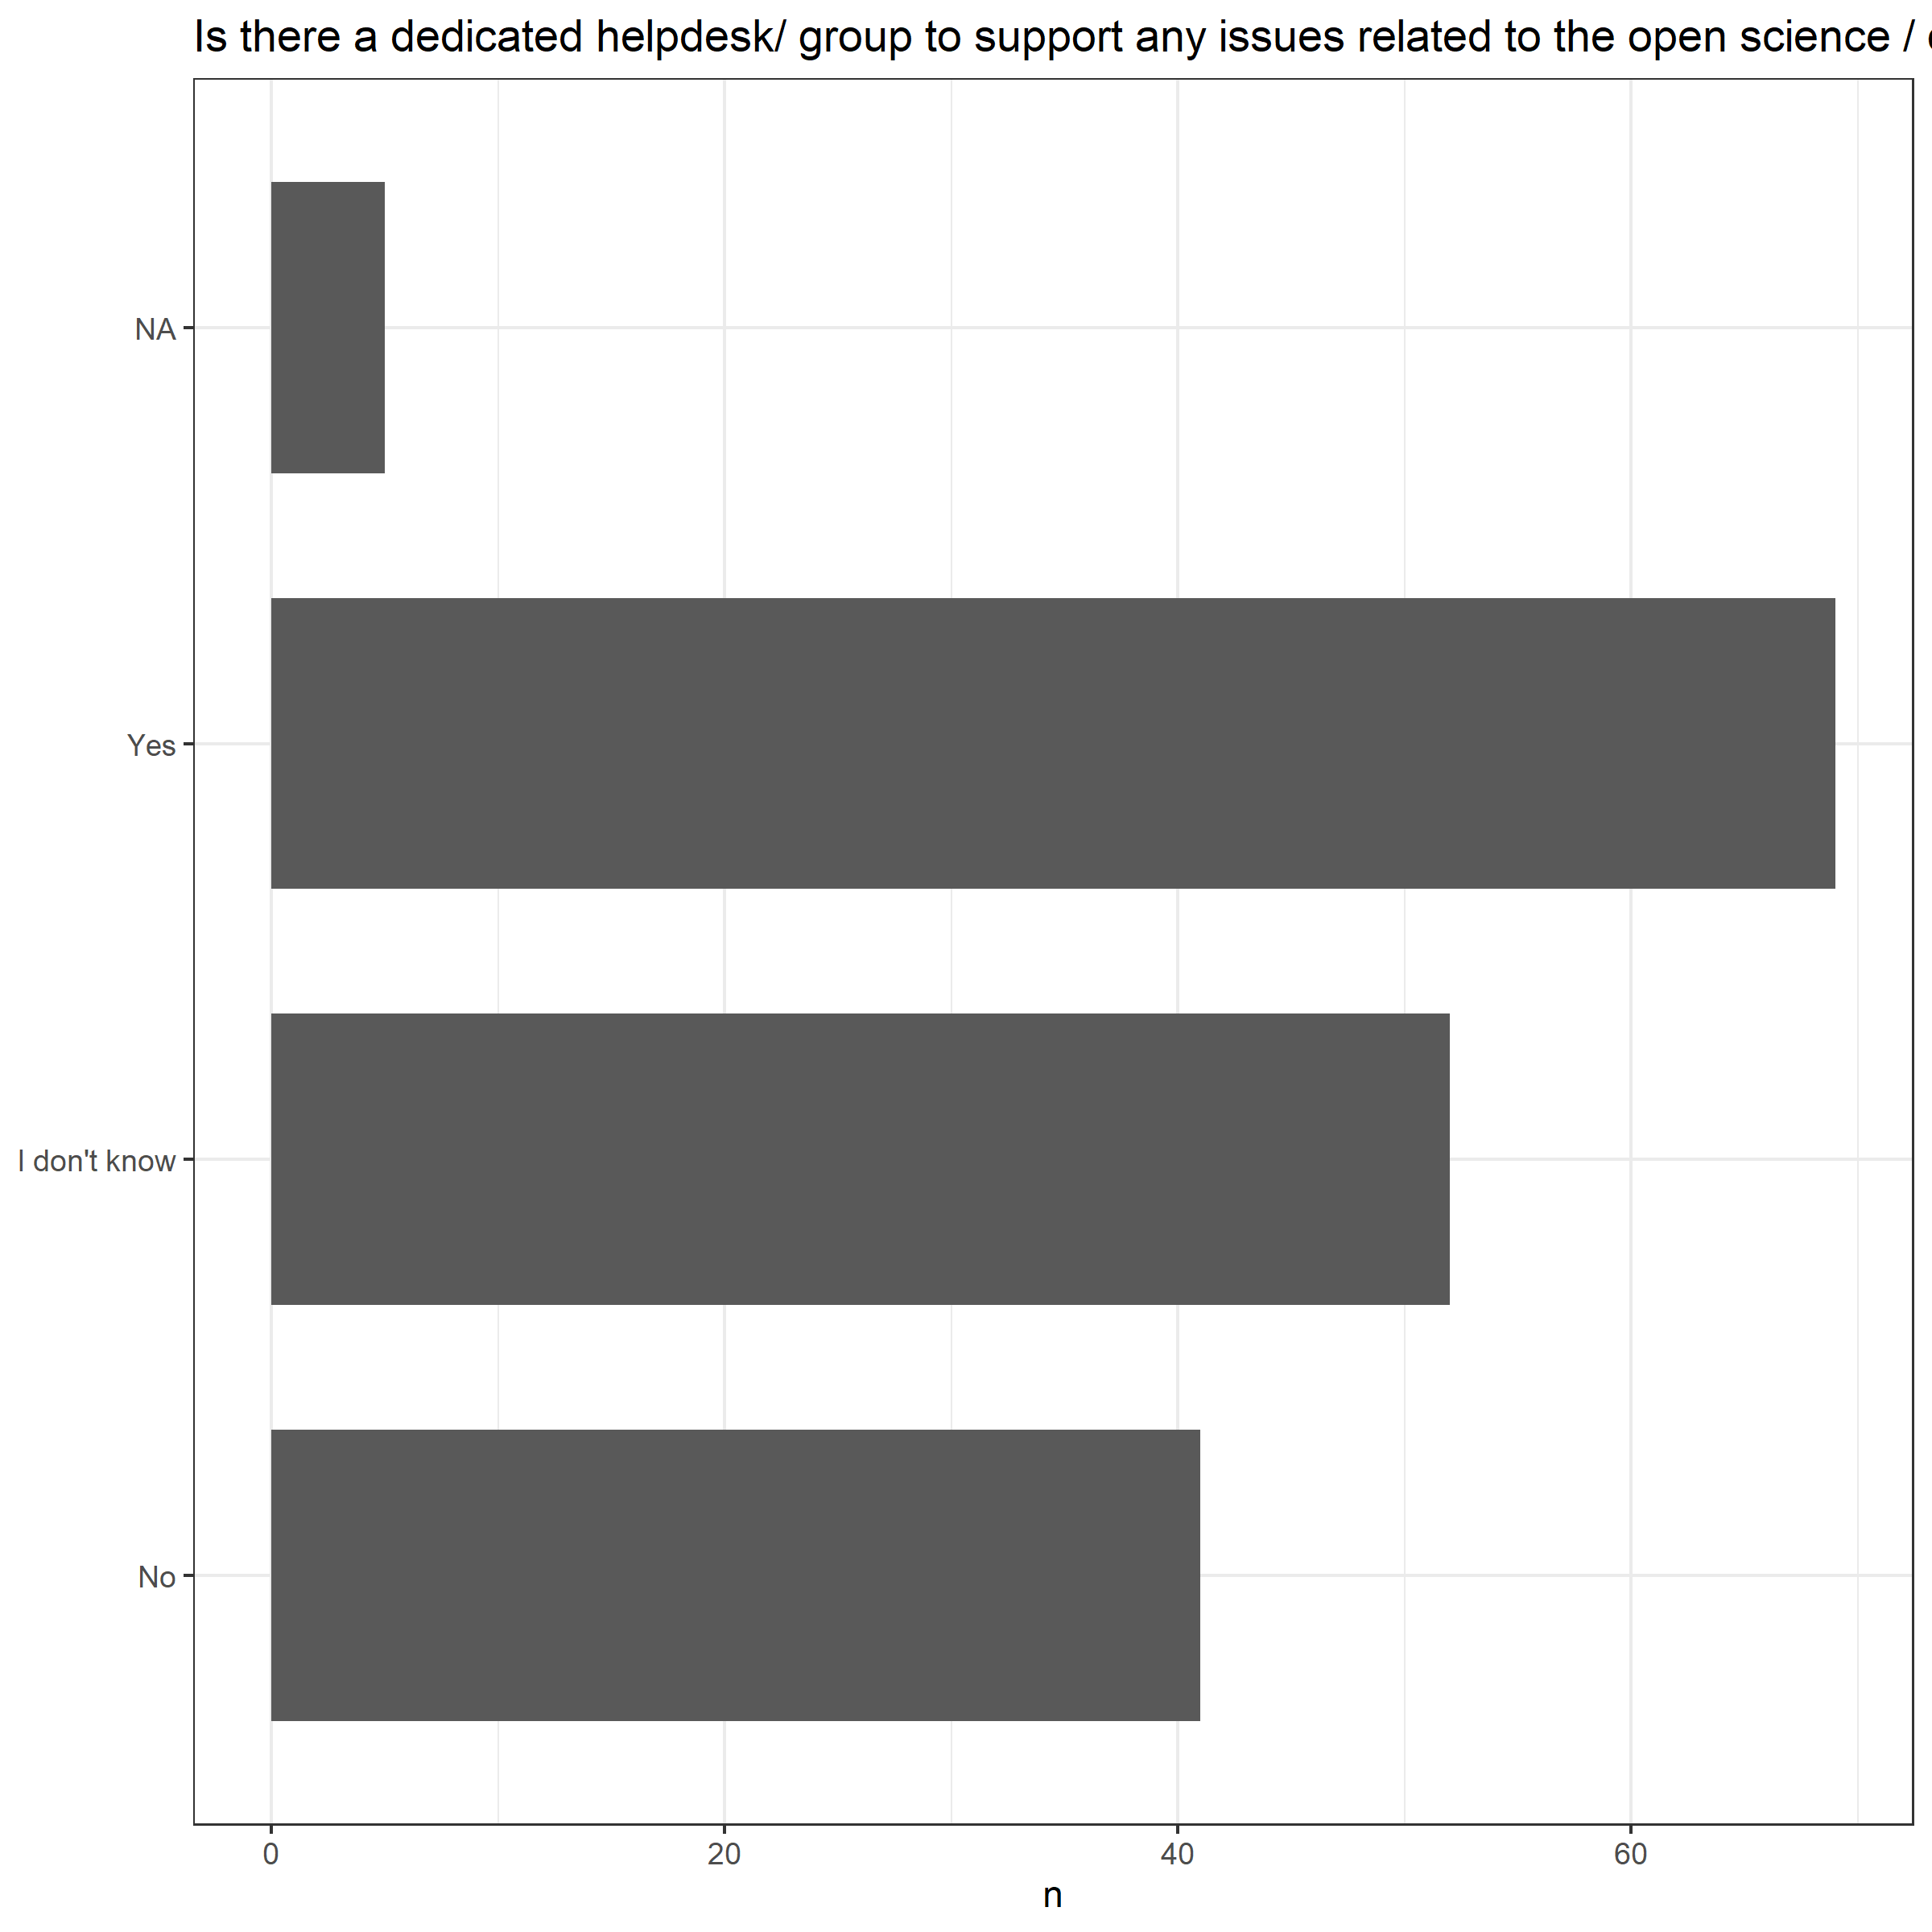 Is there a dedicated helpdesk/ group to support any issues related to the open science /
NA
Yes
I don't know
No
0 20 40 60
n